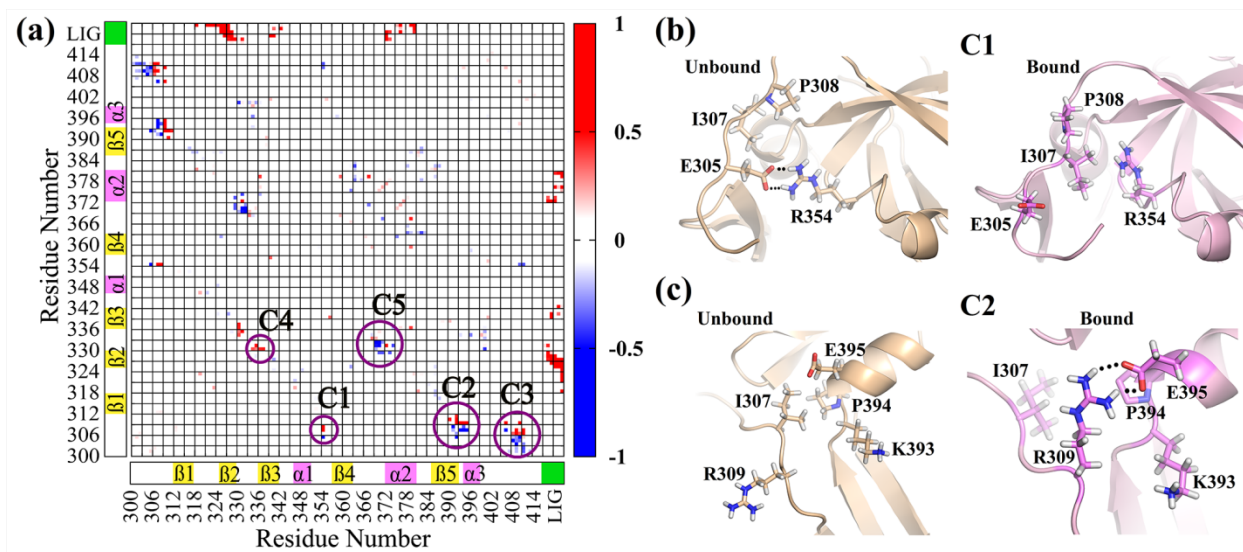 (a)
LIG
414
408
402
396
390
384
378
372
366
360
354
348
342
336
330
324
318
312
306
300
α3
β5
α2
β4
α1
β3
β2
β1
Residue Number
C4
C5
C1
C2
C3
β1 β2 β3 α1 β4 α2 β5 α3
300 306 312 318 324 330 336 342 348 354 360 366 372 378 384 390 396 402 408 414 LIG
Residue Number
1
0.5
0
-0.5
-1
(b)
Unbound
P308
I307
E305
R354
C1
Bound
P308
I307
E305
R354
(c)
Unbound
E395
I307
P394
K393
R309
C2
Bound
I307
E395
P394
R309
K393